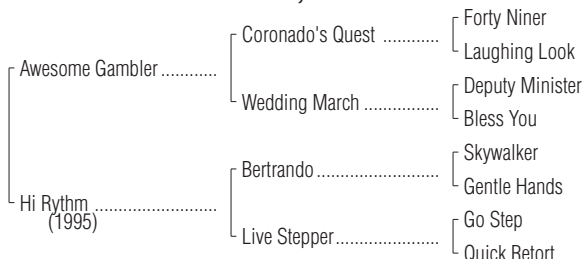 Forty Niner
Coronado's Quest ............
Laughing Look
Awesome Gambler ............
Deputy Minister
Wedding March ................
Bless You
Skywalker
Bertrando ..........................
Gentle Hands
Hi Rythm ..........................
(1995)
Go Step
Live Stepper ......................
Quick Retort